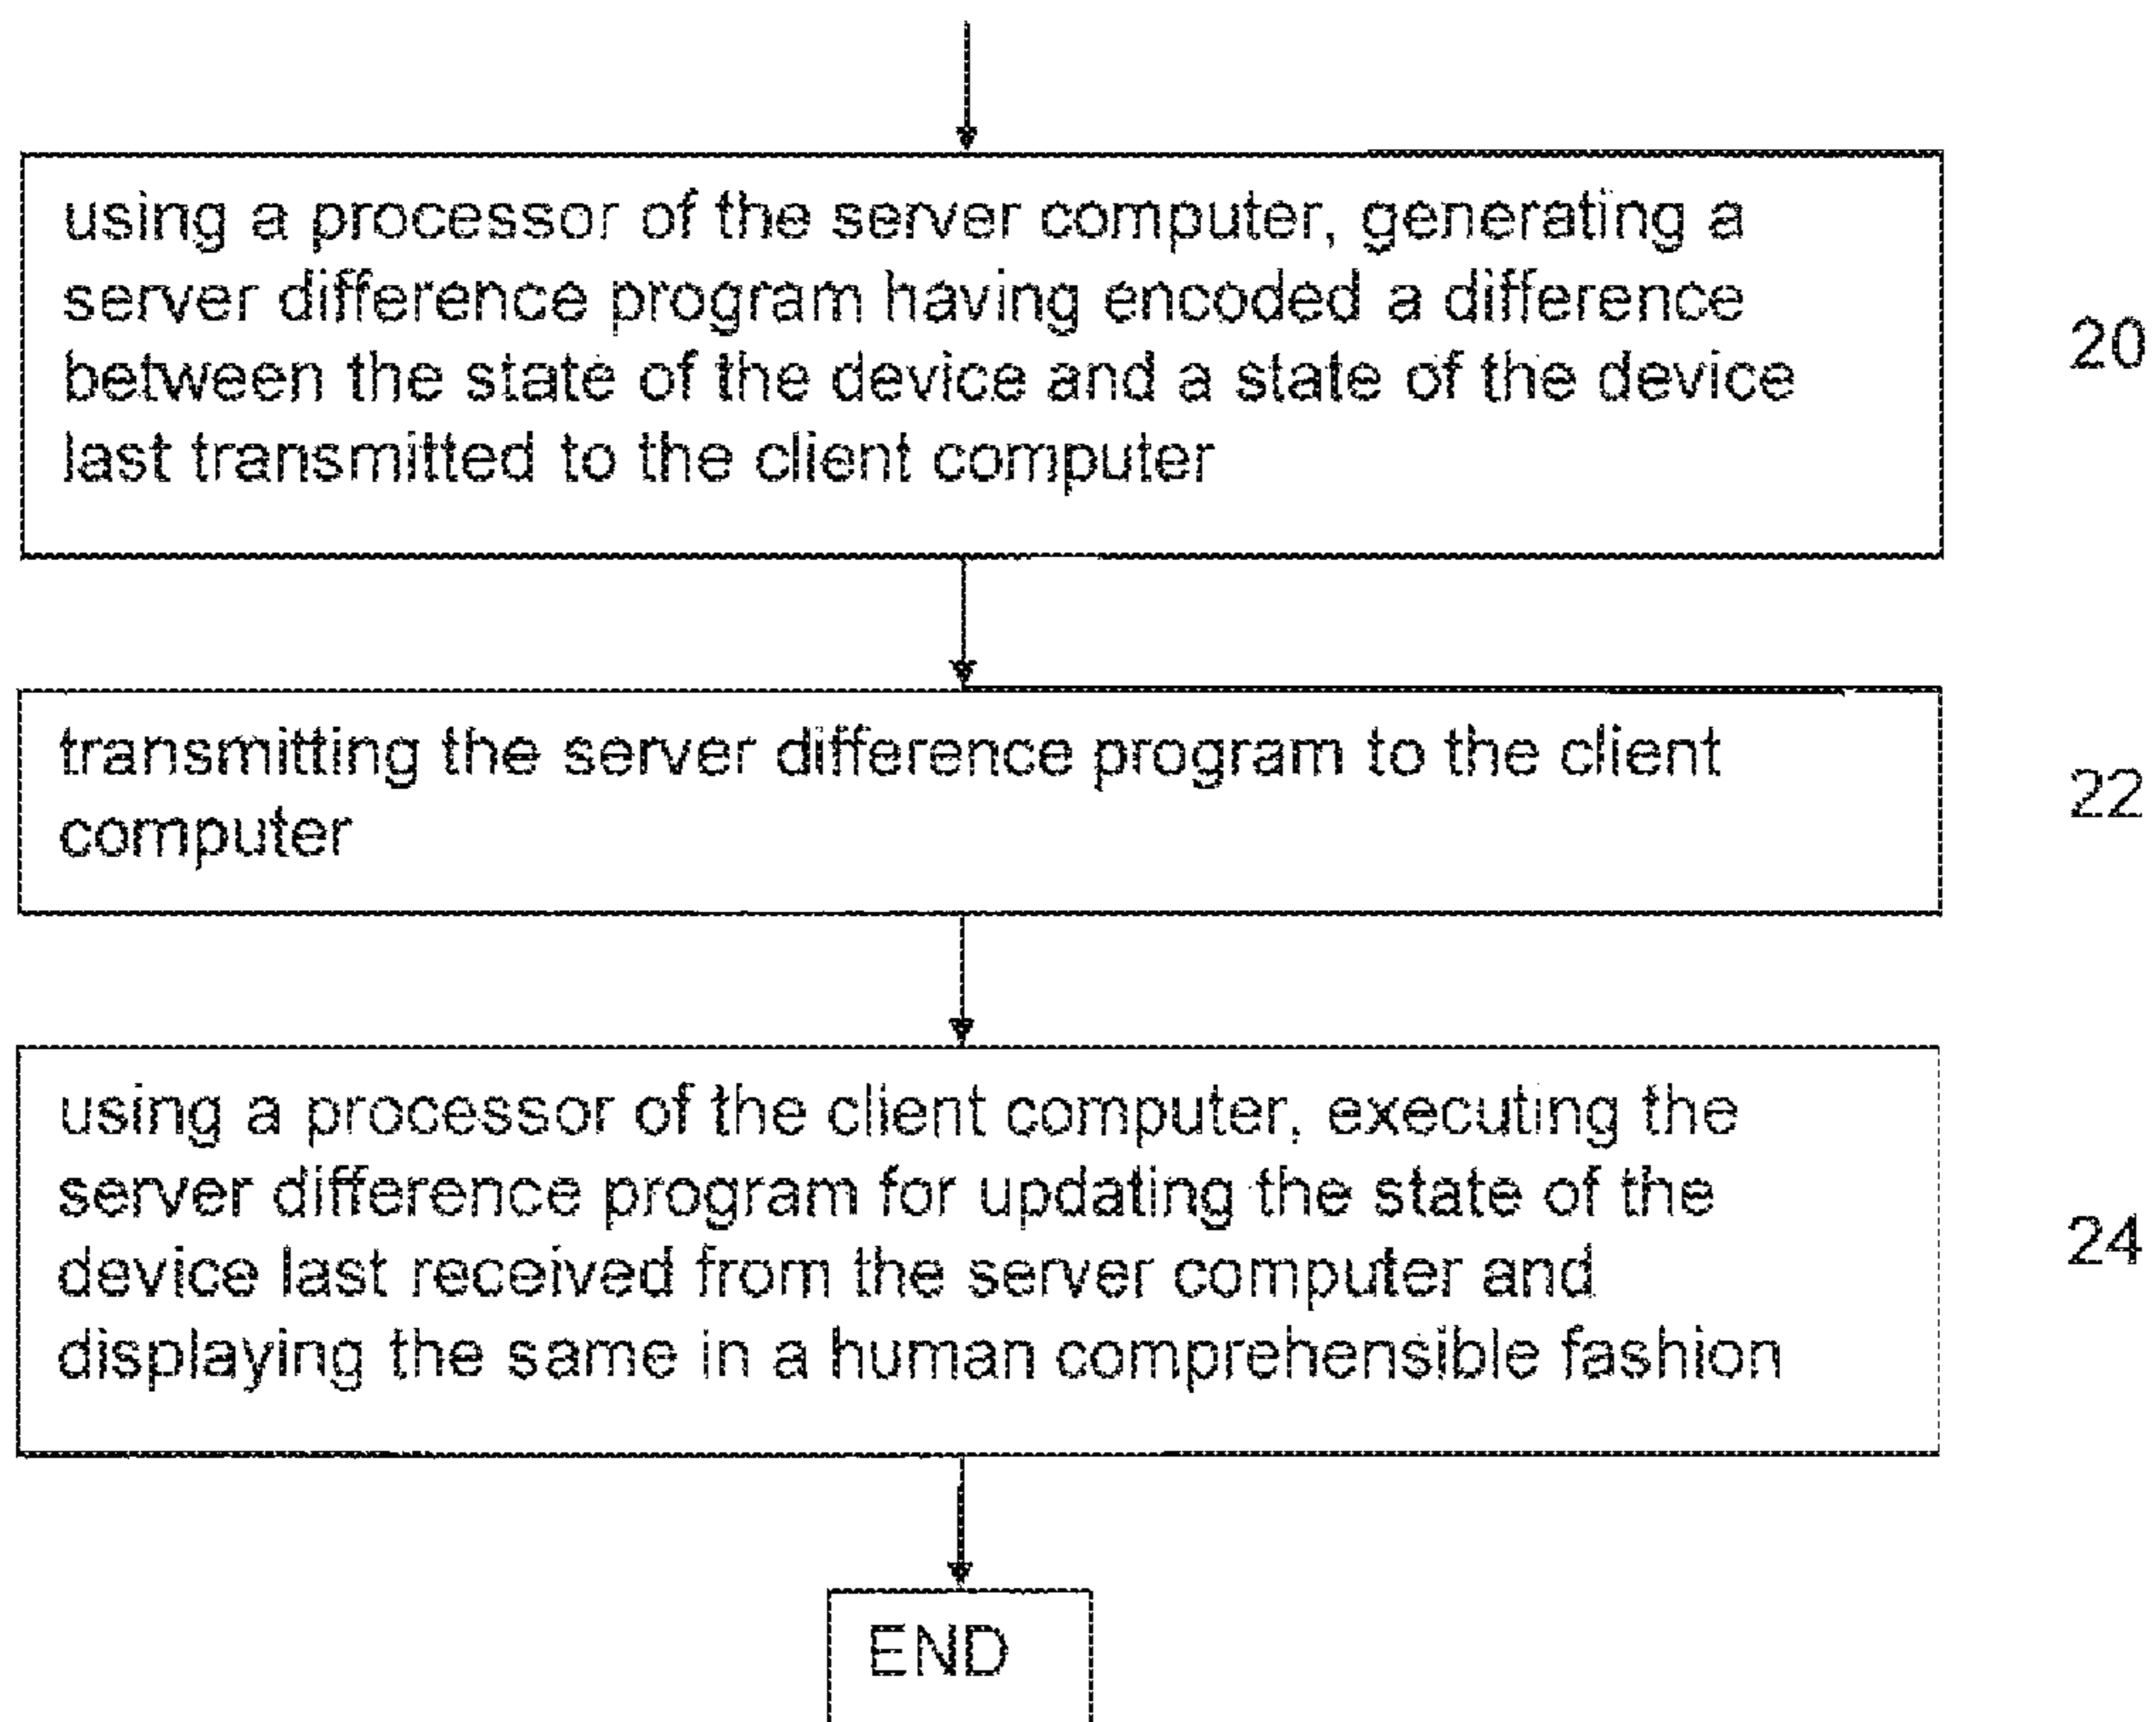 using a processor of the server computer, generating a
server difference program having encoded a difference
between the state of the device and a state of the device
last transmitted to the client computer
20
transmitting the server difference program to the client
computer
22
using a processor of the client computer, executing the
server difference program for updating the state of the
device last received from the server computer and
displaying the same in a human comprehensible fashion
24
END